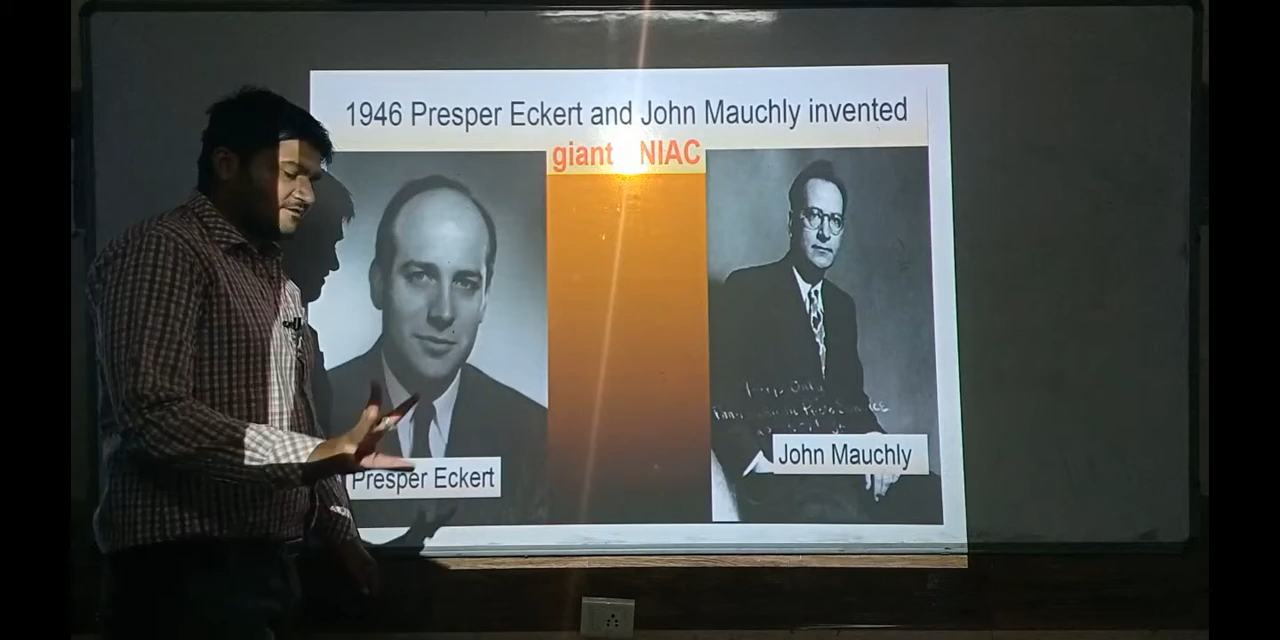 1946 Presper Eckert and John Mauchly invented
giant NIAC
Presper Eckert
John Mauchly